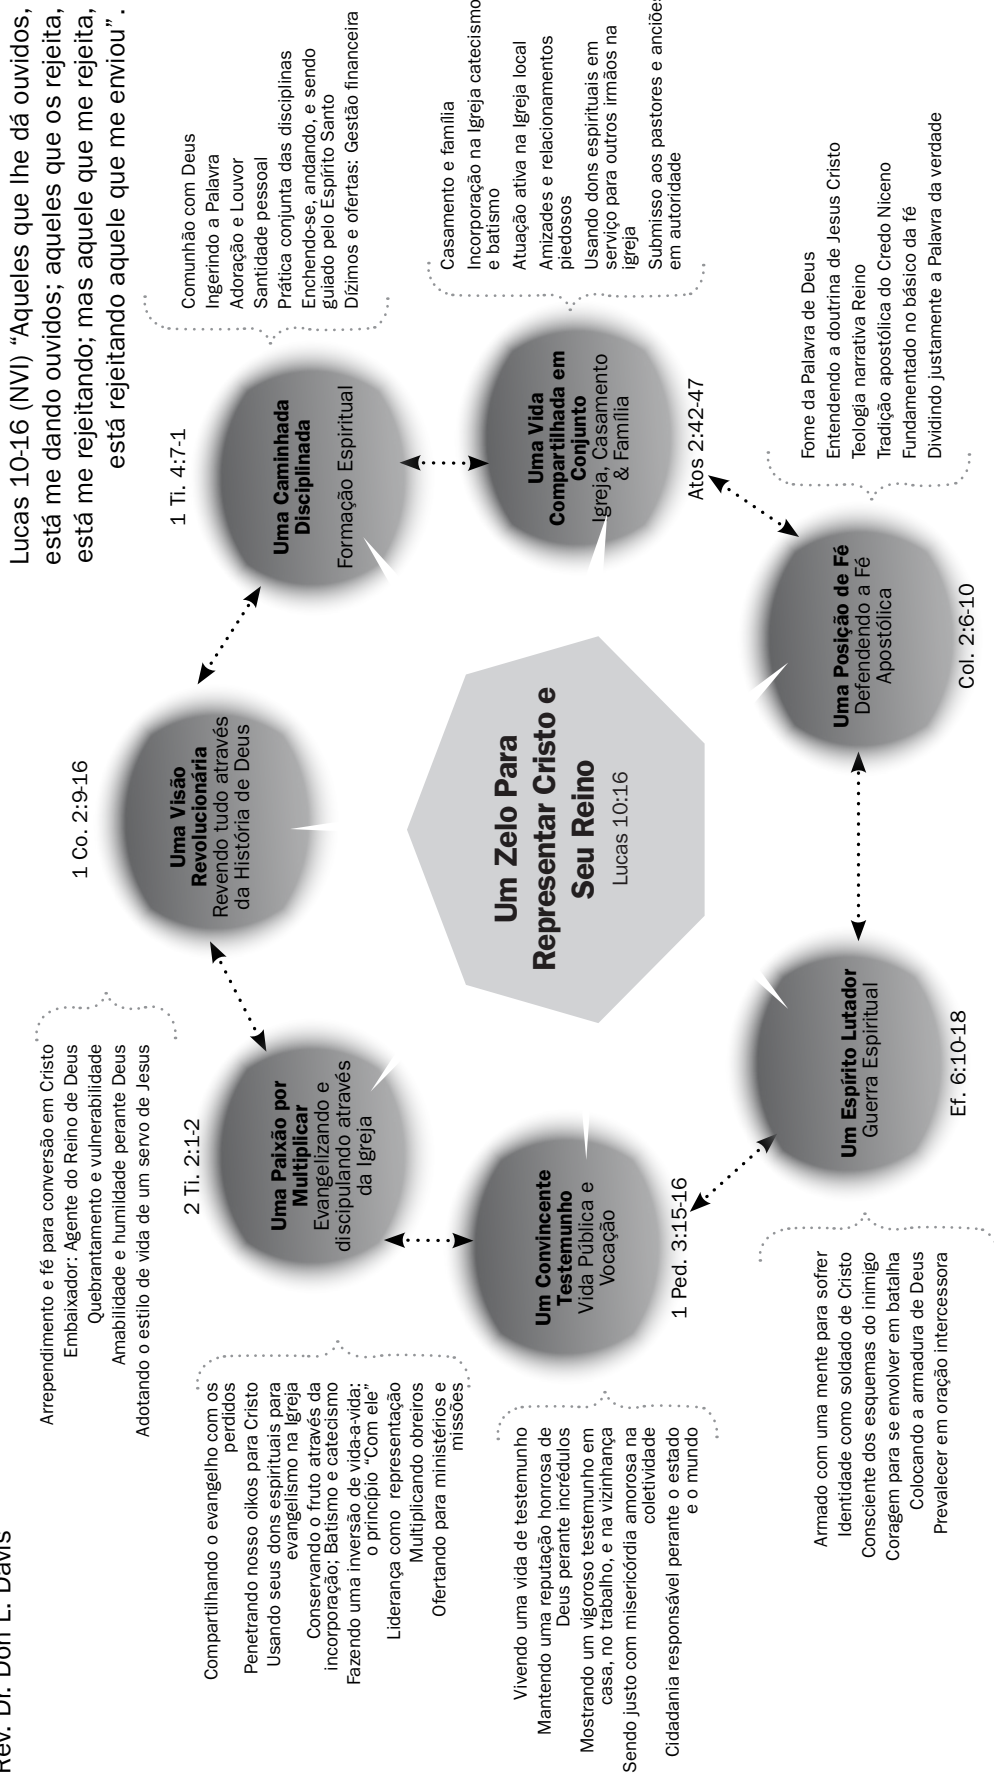 Rev. Dr. Don L. Davis
Lucas 10-16 (NVI) “Aqueles que lhe dá ouvidos,
está me dando ouvidos; aqueles que os rejeita,
está me rejeitando; mas aquele que me rejeita,
está rejeitando aquele que me enviou”.
Um Zelo Para
Representar Cristo e
Seu Reino
Lucas 10:16
1 Co. 2:9-16
Uma Visão
Revolucionária
Revendo tudo através
da História de Deus
Arrependimento e fé para conversão em Cristo
Embaixador: Agente do Reino de Deus
Quebrantamento e vulnerabilidade
Amabilidade e humildade perante Deus
Adotando o estilo de vida de um servo de Jesus
1 Ti. 4:7-1
Uma Caminhada
Disciplinada
Formação Espiritual
Comunhão com Deus
Ingerindo a Palavra
Adoração e Louvor
Santidade pessoal
Prática conjunta das disciplinas
Enchendo-se, andando, e sendo
guiado pelo Espírito Santo
Dízimos e ofertas: Gestão financeira
Uma Vida
Compartilhada em
Conjunto
Igreja, Casamento
& Família
Atos 2:42-47
Casamento e família
Incorporação na Igreja catecismo
e batismo
Atuação ativa na Igreja local
Amizades e relacionamentos
piedosos
Usando dons espirituais em
serviço para outros irmãos na
igreja
Submisso aos pastores e anciões
em autoridade
Uma Posição de Fé
Defendendo a Fé
Apostólica
Col. 2:6-10
Fome da Palavra de Deus
Entendendo a doutrina de Jesus Cristo
Teologia narrativa Reino
Tradição apostólica do Credo Niceno
Fundamentado no básico da fé
Dividindo justamente a Palavra da verdade
Um Espírito Lutador
Guerra Espiritual
Ef. 6:10-18
Armado com uma mente para sofrer
Identidade como soldado de Cristo
Consciente dos esquemas do inimigo
Coragem para se envolver em batalha
Colocando a armadura de Deus
Prevalecer em oração intercessora
Um Convincente
Testemunho
Vida Pública e
Vocação
1 Ped. 3:15-16
Vivendo uma vida de testemunho
Mantendo uma reputação honrosa de
Deus perante incrédulos
Mostrando um vigoroso testemunho em
casa, no trabalho, e na vizinhança
Sendo justo com misericórdia amorosa na
coletividade
Cidadania responsável perante o estado
e o mundo
2 Ti. 2:1-2
Uma Paixão por
Multiplicar
Evangelizando e
discipulando através
da Igreja
Compartilhando o evangelho com os
perdidos
Penetrando nosso oikos para Cristo
Usando seus dons espirituais para
evangelismo na Igreja
Conservando o fruto através da
incorporação; Batismo e catecismo
Fazendo uma inversão de vida-a-vida:
o princípio “Com ele”
Liderança como representação
Multiplicando obreiros
Ofertando para ministérios e
missões